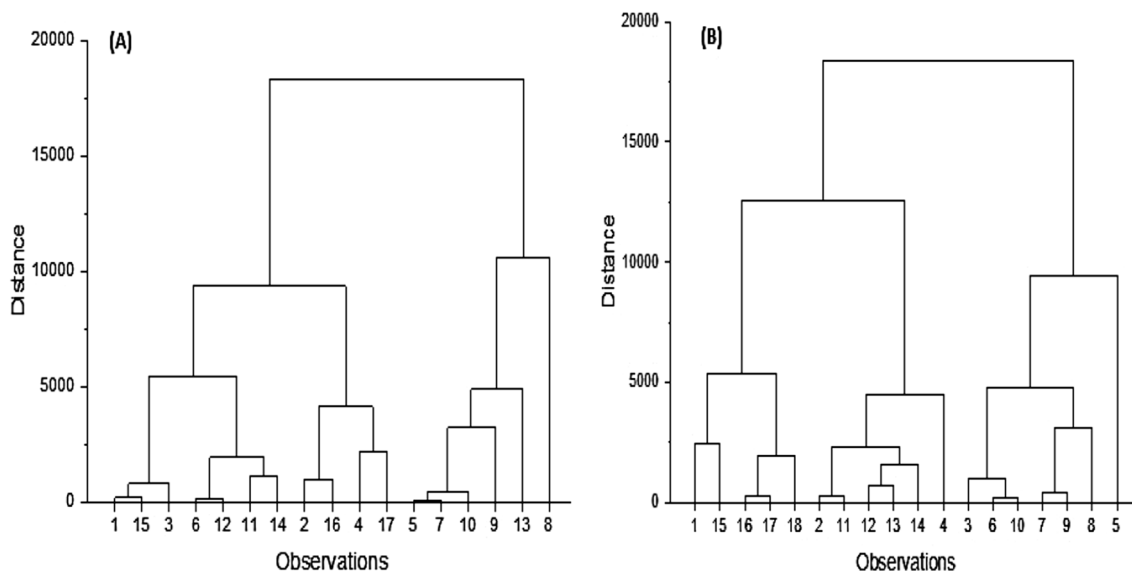 (A)
20000
15000
10000
5000
0
Distance
1 15 3 6 12 11 14 2 16 4 17 5 7 10 9 13 8
Observations
(B)
20000
15000
10000
5000
0
Distance
1 15 16 17 18 2 11 12 13 14 4 3 6 10 7 9 8 5
Observations